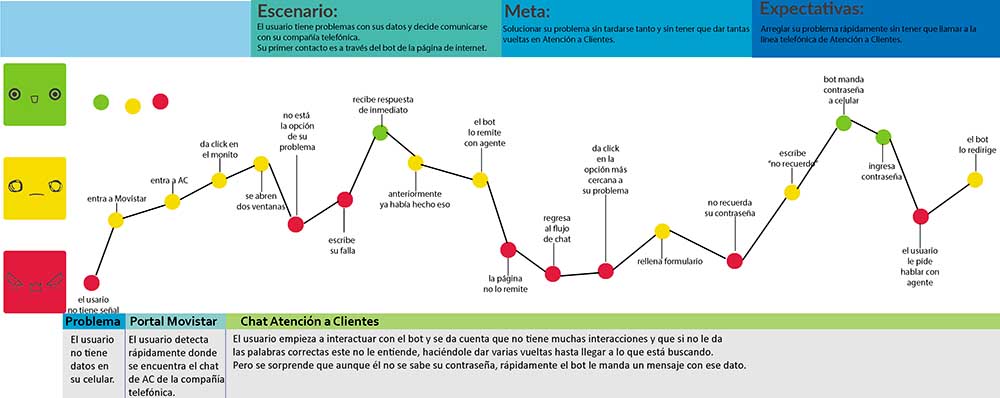 Escenario:
El usuario tiene problemas con sus datos y decide comunicarse
con su compañía telefónica.
Su primer contacto es a través del bot de la página de internet.
Meta:
Solucionar su problema sin tardarse tanto y sin tener que dar tantas
vueltas en Atención a Clientes.
Expectativas:
Arreglar su problema rápidamente sin tener que llamar a la
línea telefónica de Atención a Clientes.
el usario
no tiene señal
entra a Movistar
entra a AC
da click en
el monito
se abren
dos ventanas
no está
la opción
de su
problema
escribe
su falla
recibe respuesta
de inmediato
anteriormente
ya había hecho eso
el bot
lo remite
con agente
la página
no lo remite
regresa
al flujo
de chat
da click
en la
opción más
cercana a
su problema
rellena formulario
no recuerda
su contraseña
escribe
"no recuerdo"
bot manda
contraseña
a celular
ingresa
contraseña
el usuario
le pide
hablar con
agente
el bot
lo redirige
Problema
El usuario
no tiene
datos en
su celular.
Portal Movistar
El usuario detecta
rápidamente donde
se encuentra el chat
de AC de la compañía
telefónica.
Chat Atención a Clientes
El usuario empieza a interactuar con el bot y se da cuenta que no tiene muchas interacciones y que si no le da
las palabras correctas este no le entiende, haciéndole dar varias vueltas hasta llegar a lo que está buscando.
Pero se sorprende que aunque él no se sabe su contraseña, rápidamente el bot le manda un mensaje con ese dato.